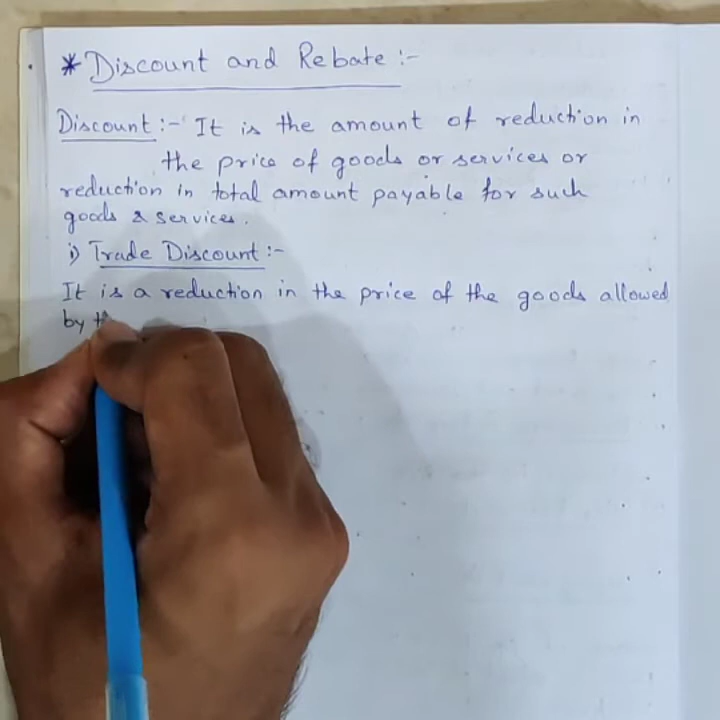 * Discount and Rebate :-
Discount :- It is the amount of reduction in
the price of goods or services or
reduction in total amount payable for such
goods & services.
i) Trade Discount :-
It is a reduction in the price of the goods allowed
by